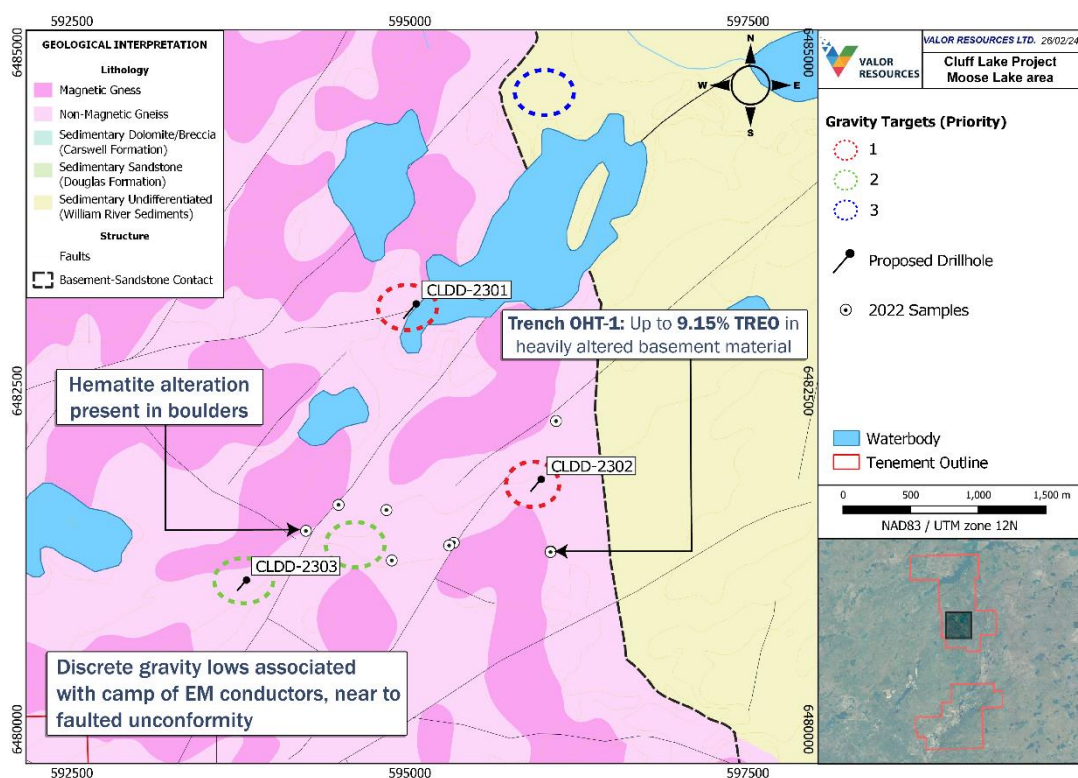 592500
595000
597500
6485000
6485000
GEOLOGICAL INTERPRETATION
Lithology
Magnetic Gness
Non-Magnetic Gneiss
Sedimentary Dolomite/Breccia
(Carswell Formation)
Sedimentary Sandstone
(Douglas Formation)
Sedimentary Undifferentiated
(William River Sediments)
Structure
Faults
Basement-Sandstone Contact
N
W
E
S
VALOR
RESOURCES
VALOR RESOURCES LTD. 26/02/24
Cluff Lake Project
Moose Lake area
Gravity Targets (Priority)
1
2
3
Proposed Drillhole
2022 Samples
CLDD-2301
Trench OHT-1: Up to 9.15% TREO in
heavily altered basement material
6482500
6482500
Hematite alteration
present in boulders
CLDD-2302
CLDD-2303
Waterbody
Tenement Outline
0 500 1,000 1,500 m
NAD83 / UTM zone 12N
Discrete gravity lows associated
with camp of EM conductors, near to
faulted unconformity
6480000
6480000
592500
595000
597500